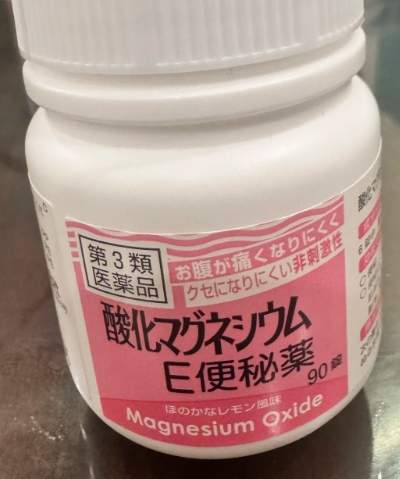 第3類
医薬品
お腹が痛くなりにくく
クセになりにくい非刺激性
酸化マグネシウム
E便秘薬
90錠
ほのかなレモン風味
Magnesium Oxide